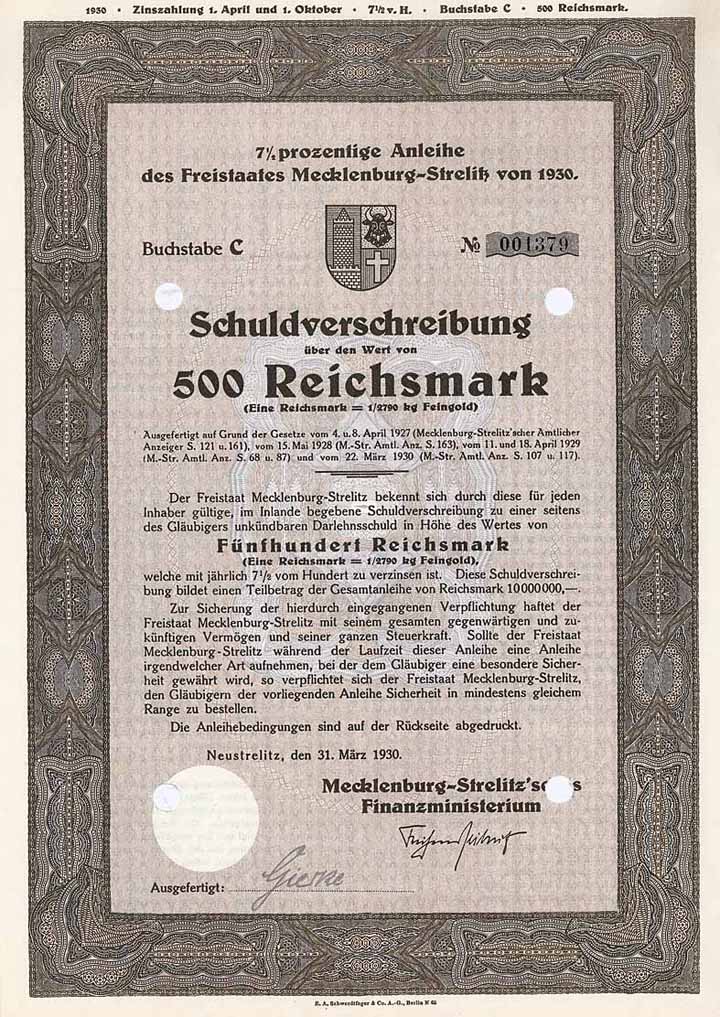 1930 · Zinszahlung 1. April und 1. Oktober · 7½ v. H. · Buchstabe C · 500 Reichsmark.
7½ prozentige Anleihe
des Freistaates Mecklenburg-Strelitz von 1930.
Buchstabe C
№ 001379
Schuldverschreibung
über den Wert von
500 Reichsmark
(Eine Reichsmark = 1/2790 kg Feingold)
Ausgefertigt auf Grund der Gesetze vom 4. u. 8. April 1927 (Mecklenburg-Strelitz'scher Amtlicher
Anzeiger S. 121 u. 161), vom 15. Mai 1928 (M.-Str. Amtl. Anz. S. 163), vom 11. und 18. April 1929
(M.-Str. Amtl. Anz. S. 68 u. 87) und vom 22. März 1930 (M.-Str. Amtl. Anz. S. 107 u. 117).
Der Freistaat Mecklenburg-Strelitz bekennt sich durch diese für jeden
Inhaber gültige, im Inlande begebene Schuldverschreibung zu einer seitens
des Gläubigers unkündbaren Darlehnsschuld in Höhe des Wertes von
Fünfhundert Reichsmark
(Eine Reichsmark = 1/2790 kg Feingold),
welche mit jährlich 7½ vom Hundert zu verzinsen ist. Diese Schuldverschrei-
bung bildet einen Teilbetrag der Gesamtanleihe von Reichsmark 10000000,—.
Zur Sicherung der hierdurch eingegangenen Verpflichtung haftet der
Freistaat Mecklenburg-Strelitz mit seinem gesamten gegenwärtigen und zu-
künftigen Vermögen und seiner ganzen Steuerkraft. Sollte der Freistaat
Mecklenburg-Strelitz während der Laufzeit dieser Anleihe eine Anleihe
irgendwelcher Art aufnehmen, bei der dem Gläubiger eine besondere Sicher-
heit gewährt wird, so verpflichtet sich der Freistaat Mecklenburg-Strelitz,
den Gläubigern der vorliegenden Anleihe Sicherheit in mindestens gleichem
Range zu bestellen.
Die Anleihebedingungen sind auf der Rückseite abgedruckt.
Neustrelitz, den 31. März 1930.
Mecklenburg-Strelitz's
Finanzministerium
Ausgefertigt: Gierke
E. A. Schwerdtfeger & Co. A.-G., Berlin N 65